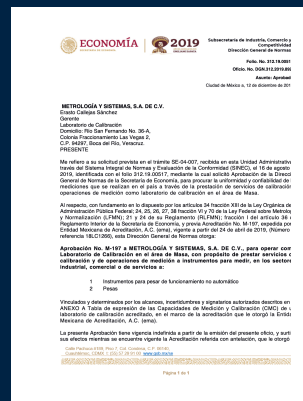 ECONOMÍA
2019
Subsecretaría de Industria, Comercio y
Competitividad
Dirección General de Normas
Folio. No. 312.19.0051
Oficio. No. DGN.312.2019.
Asunto: Aprobaci
Ciudad de México a, 12 de diciembre de 201
METROLOGÍA Y SISTEMAS, S.A. DE C.V.
Erasto Callejas Sánchez
Gerente
Laboratorio de Calibración
Domicilio: Río San Fernando No. 36-A,
Colonia Fraccionamiento Las Vegas 2,
C.P. 94297, Boca del Río, Veracruz.
PRESENTE
Me refiero a su solicitud prevista en el trámite SE-04-007, recibida en esta Unidad Administrativ
través del Sistema Integral de Normas y Evaluación de la Conformidad (SINEC), el 16 de agosto
2019, identificada con el folio 312.19.00517, mediante la cual solicitó Aprobación de la Direcci
General de Normas de la Secretaría de Economía, para procurar la uniformidad y confiabilidad de
mediciones que se realizan en el país a través de la prestación de servicios de calibración
operaciones de medición como laboratorio de calibración en el área de Masa.
Al respecto, con fundamento en lo dispuesto por los artículos 34 fracción XIII de la Ley Orgánica de
Administración Pública Federal; 24, 25, 26, 27, 38 fracción VI y 70 de la Ley Federal sobre Metrolog
y Normalización (LFMN); 21 y 24 de su Reglamento (RLFMN); fracción I del artículo 36 d
Reglamento Interior de la Secretaría de Economía, y previa Acreditación No. M-197, expedida por
Entidad Mexicana de Acreditación, A.C. (ema), vigente a partir del 24 de abril de 2019, (Número
referencia 18LC1266), esta Dirección General de Normas otorga:
Aprobación No. M-197 a METROLOGÍA Y SISTEMAS, S.A. DE C.V., para operar com
Laboratorio de Calibración en el área de Masa, con propósito de prestar servicios d
calibración y de operaciones de medición a instrumentos para medir, en los sector
industrial, comercial o de servicios a:
1 Instrumentos para pesar de funcionamiento no automático
2 Pesas
Vinculados y determinados por los alcances, incertidumbres y signatarios autorizados descritos en
ANEXO A Tabla de expresión de las Capacidades de Medición y Calibración (CMC) de u
laboratorio de calibración acreditado, en el marco de la acreditación que le otorgó la Entida
Mexicana de Acreditación, A.C. (ema).
La presente Aprobación tiene vigencia indefinida a partir de la emisión del presente oficio, y surti
sus efectos mientras se encuentre vigente la Acreditación referida con antelación, que le otorgó
Página 1 de 1